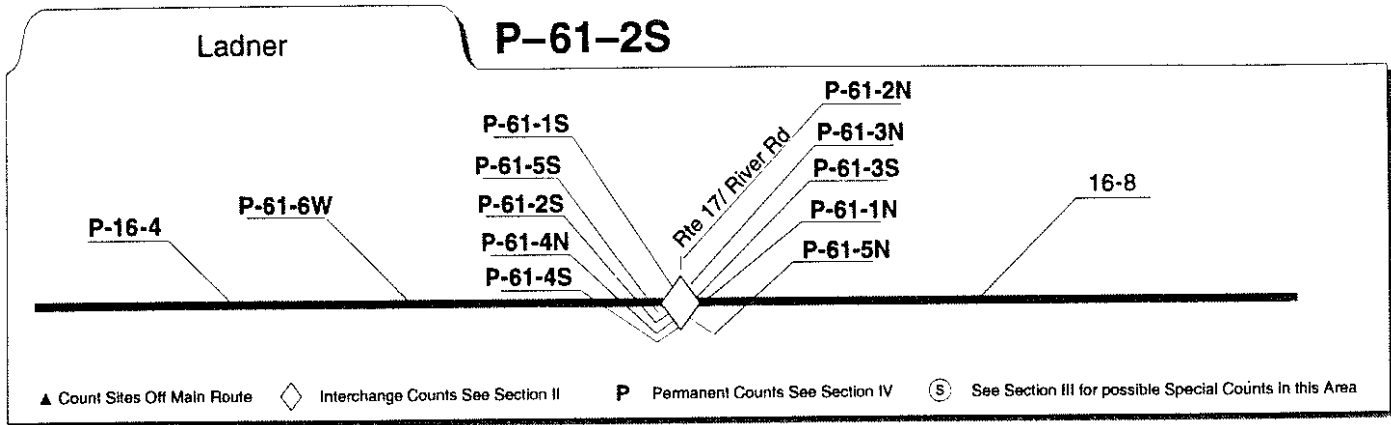 Ladner
P–61–2S
P-61-2N
P-61-1S
P-61-3N
P-61-5S
P-61-3S
Rte 17/ River Rd
16-8
P-61-6W
P-61-2S
P-61-1N
P-16-4
P-61-4N
P-61-5N
P-61-4S
▲ Count Sites Off Main Route ◇ Interchange Counts See Section II P Permanent Counts See Section IV Ⓢ See Section III for possible Special Counts in this Area